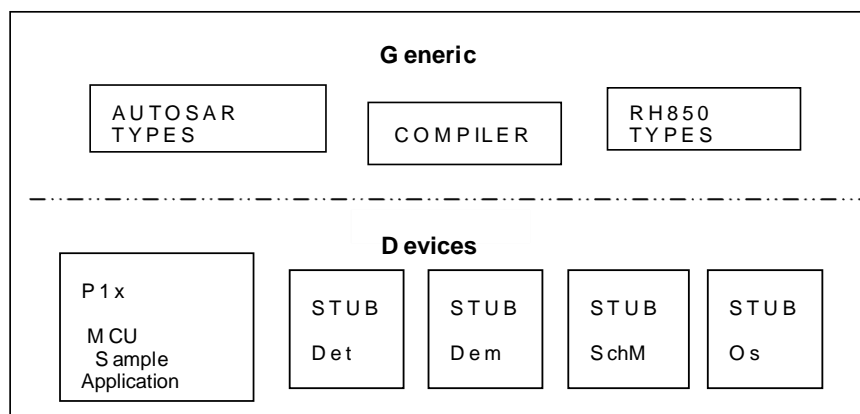 Generic
AUTOSAR
TYPES
COMPILER
RH850
TYPES
Devices
P1x
MCU
Sample
Application
STUB
Det
STUB
Dem
STUB
SchM
STUB
Os